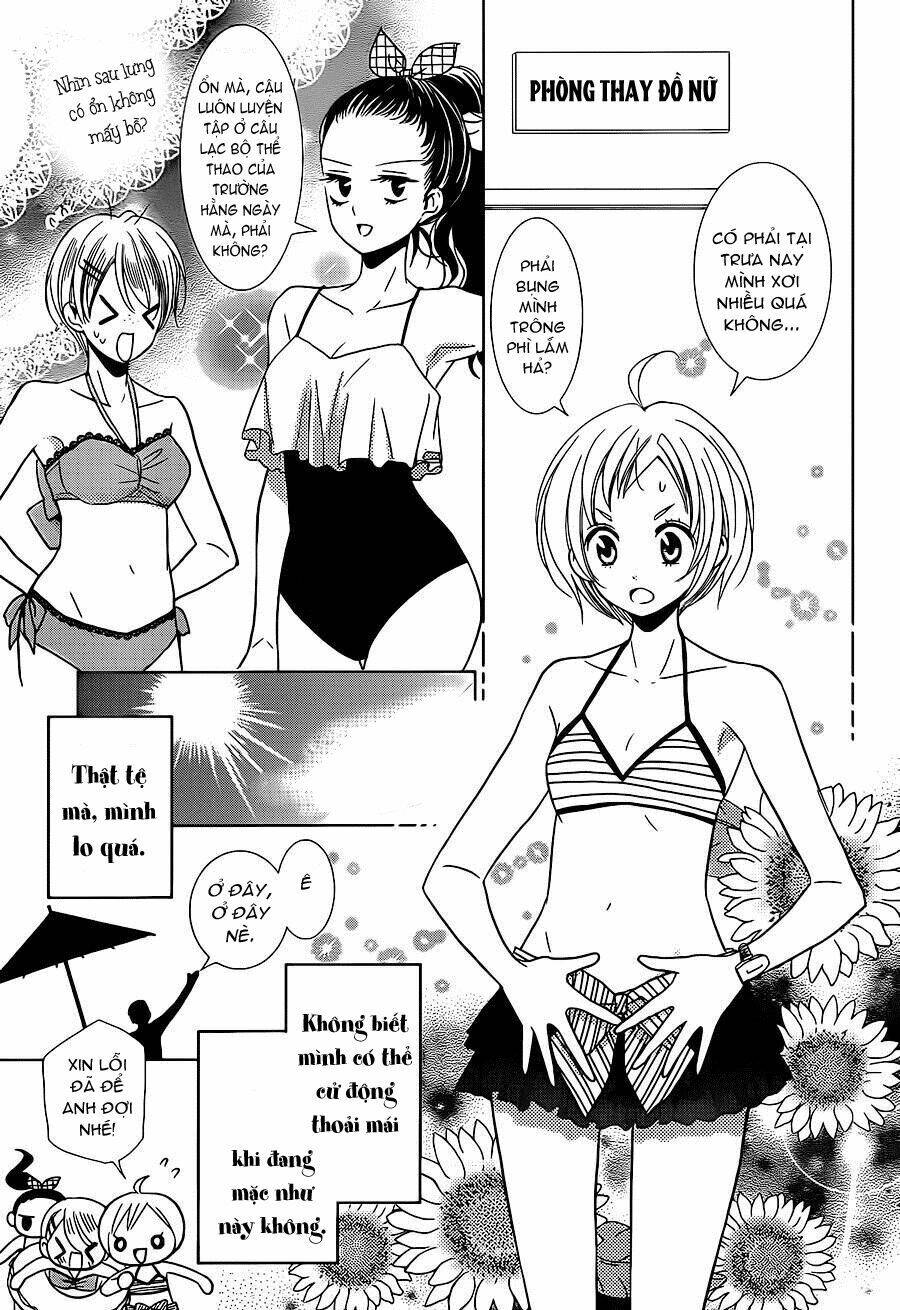 PHÒNG THAY ĐỒ NỮ
CÓ PHẢI TẠI
TRƯA NAY
MÌNH XƠI
NHIỀU QUÁ
KHÔNG...
PHẢI
BỤNG
MÌNH
TRÔNG
PHÌ LẮM
HẢ?
ỔN MÀ, CẬU
LUÔN LUYỆN
TẬP Ở CÂU
LẠC BỘ THỂ
THAO CỦA
TRƯỜNG
HẰNG NGÀY
MÀ, PHẢI
KHÔNG?
Nhìn sau lưng
có ổn không
mấy bồ?
Thật tệ
mà, mình
lo quá.
Ê
Ở ĐÂY,
Ở ĐÂY
NÈ.
Không biết
mình có thể
cử động
thoải mái
khi đang
mặc như
này không.
XIN LỖI
ĐÃ ĐỂ
ANH ĐỢI
NHÉ!